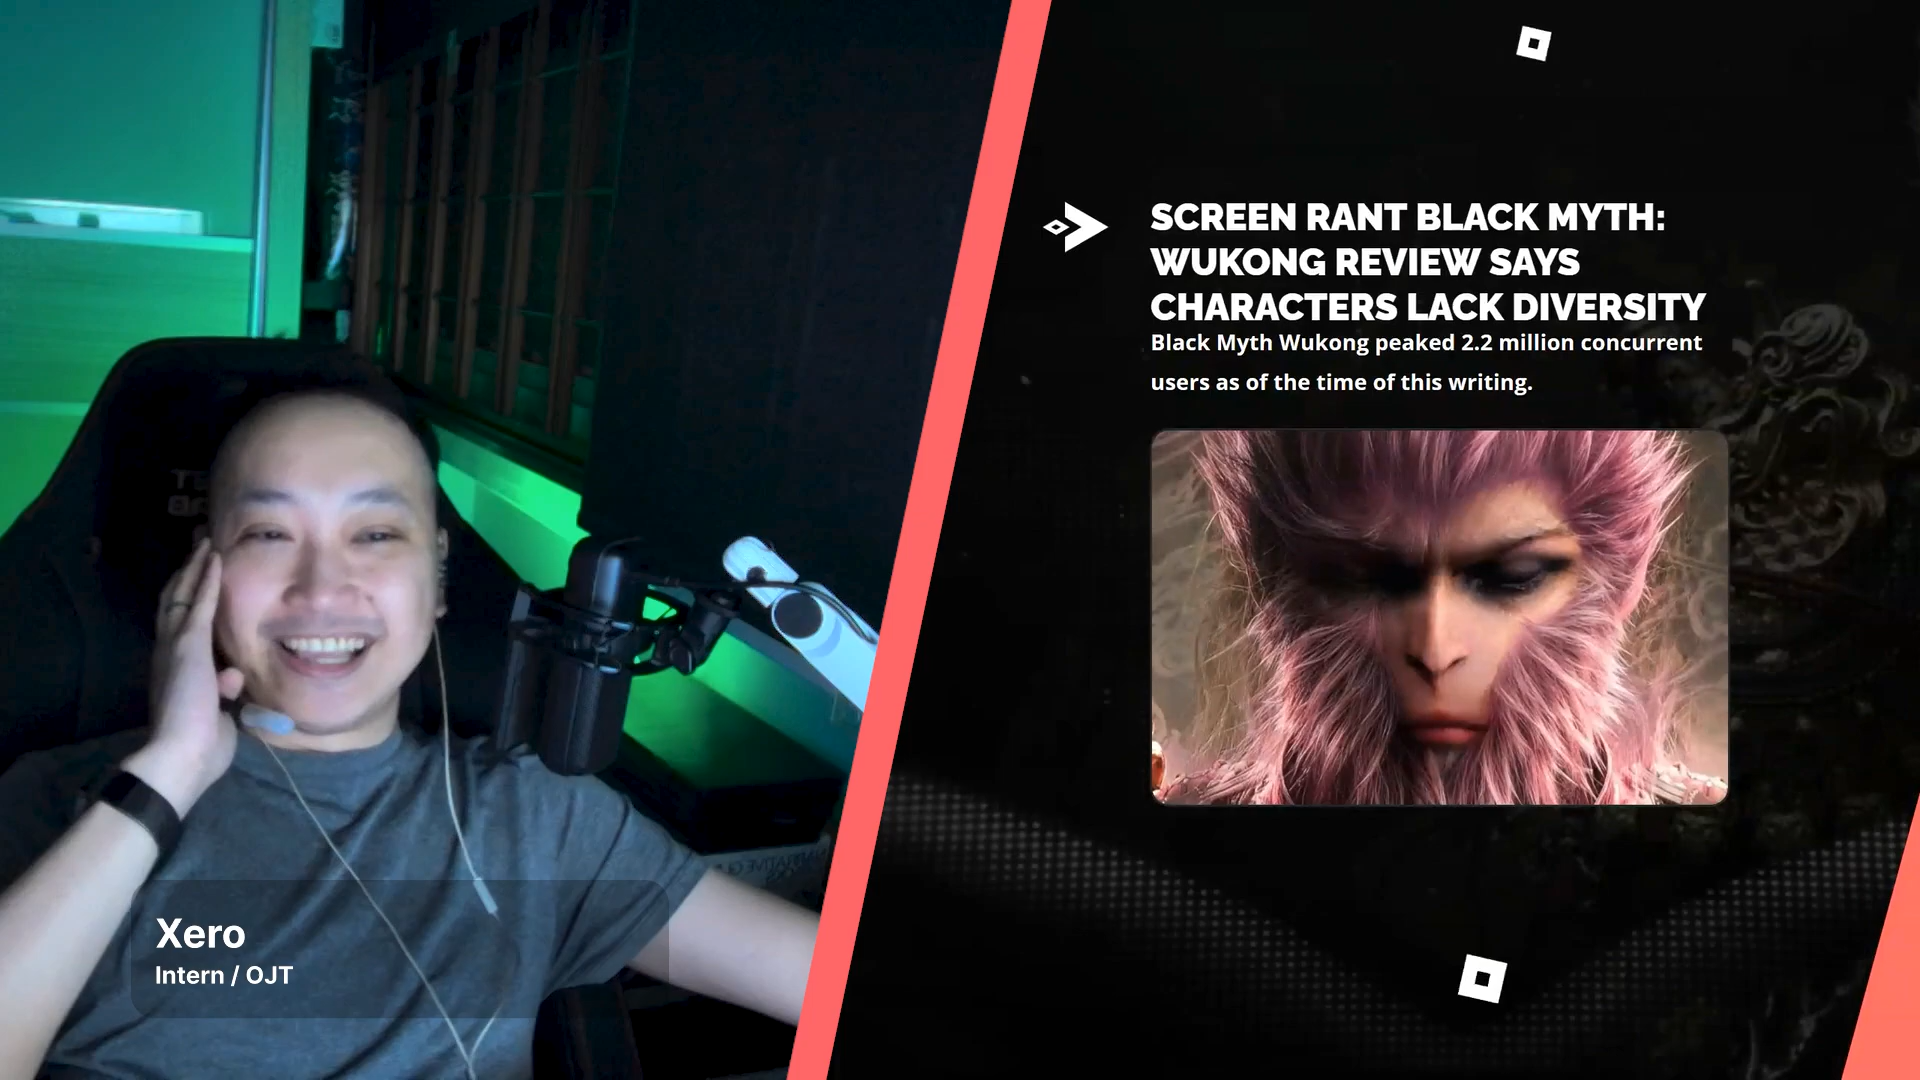 SCREEN RANT BLACK MYTH:
WUKONG REVIEW SAYS
CHARACTERS LACK DIVERSITY
Black Myth Wukong peaked 2.2 million concurrent
users as of the time of this writing.
Xero
Intern / OJT